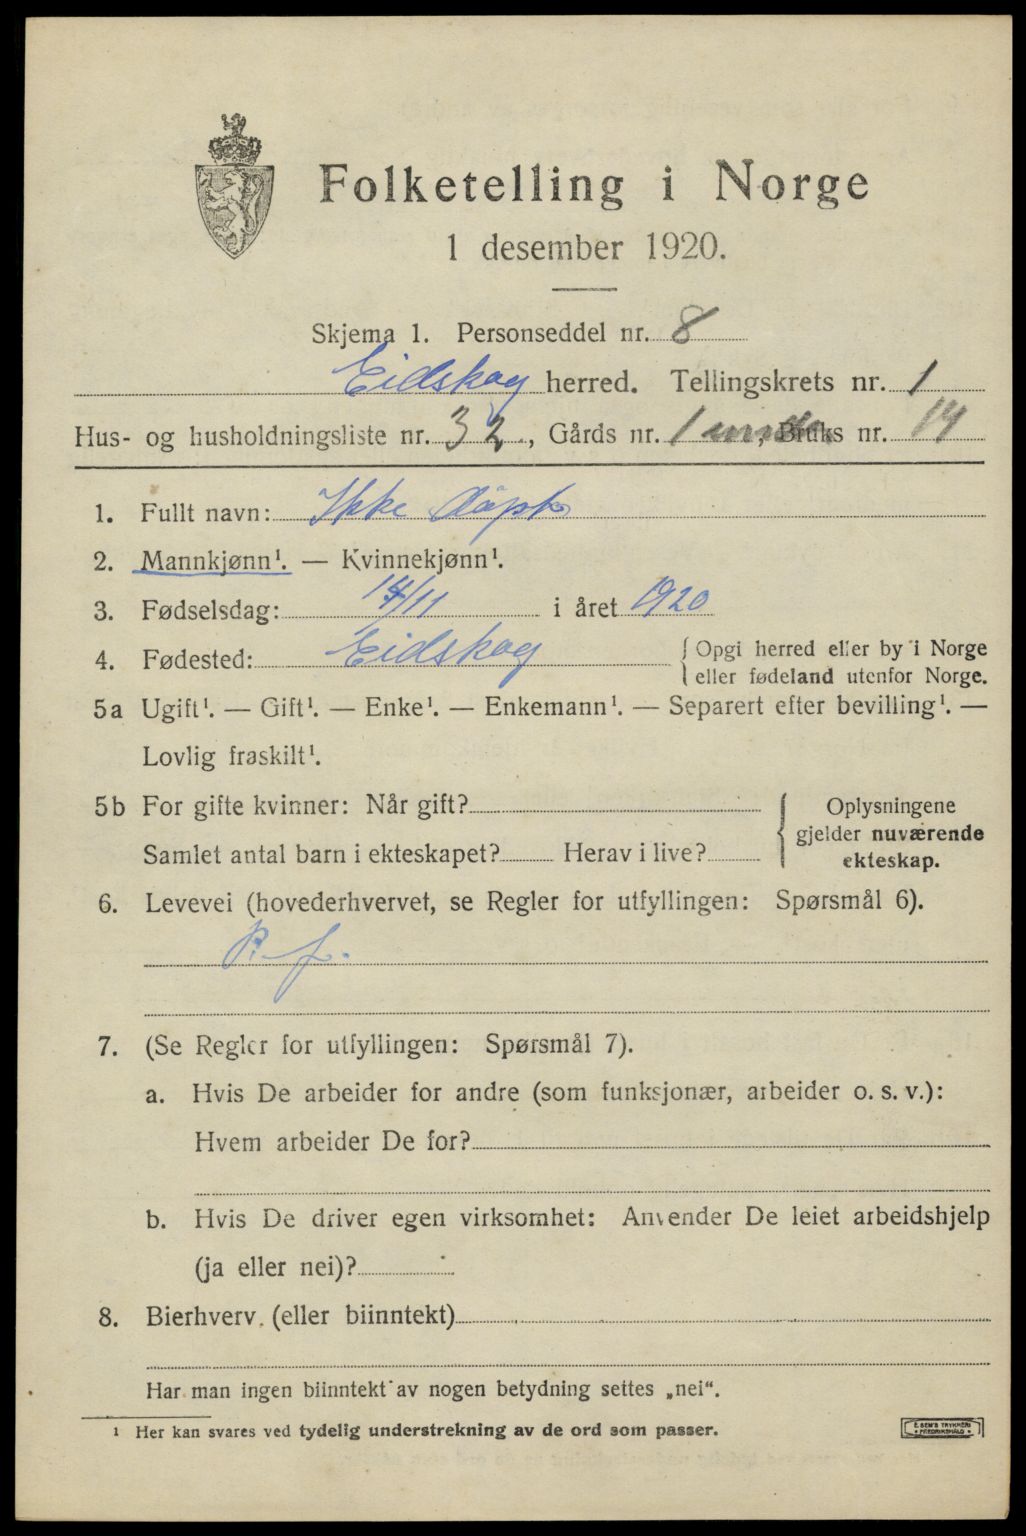 Folketelling i Norge
1 desember 1920.
Skjema 1. Personseddel nr. 8
Eidskog herred. Tellingskrets nr. 1
Hus- og husholdningsliste nr. 32, Gårds nr. 1, Bruks nr. 14
1. Fullt navn: Ikke döpt
2. Mannkjønn¹. — Kvinnekjønn¹.
3. Fødselsdag: 14/11 i året 1920
4. Fødested: Eidskog { Opgi herred eller by i Norge
eller fødeland utenfor Norge.
5a Ugift¹. — Gift¹. — Enke¹. — Enkemann¹. — Separert efter bevilling¹. —
Lovlig fraskilt¹.
5b For gifte kvinner: Når gift?
Samlet antal barn i ekteskapet? Herav i live?
{ Oplysningene
gjelder nuværende
ekteskap.
6. Levevei (hovederhvervet, se Regler for utfyllingen: Spørsmål 6).
7. (Se Regler for utfyllingen: Spørsmål 7).
a. Hvis De arbeider for andre (som funksjonær, arbeider o. s. v.):
Hvem arbeider De for?
b. Hvis De driver egen virksomhet: Anvender De leiet arbeidshjelp
(ja eller nei)?
8. Bierhverv. (eller biinntekt)
Har man ingen biinntekt av nogen betydning settes „nei“.
¹ Her kan svares ved tydelig understrekning av de ord som passer.